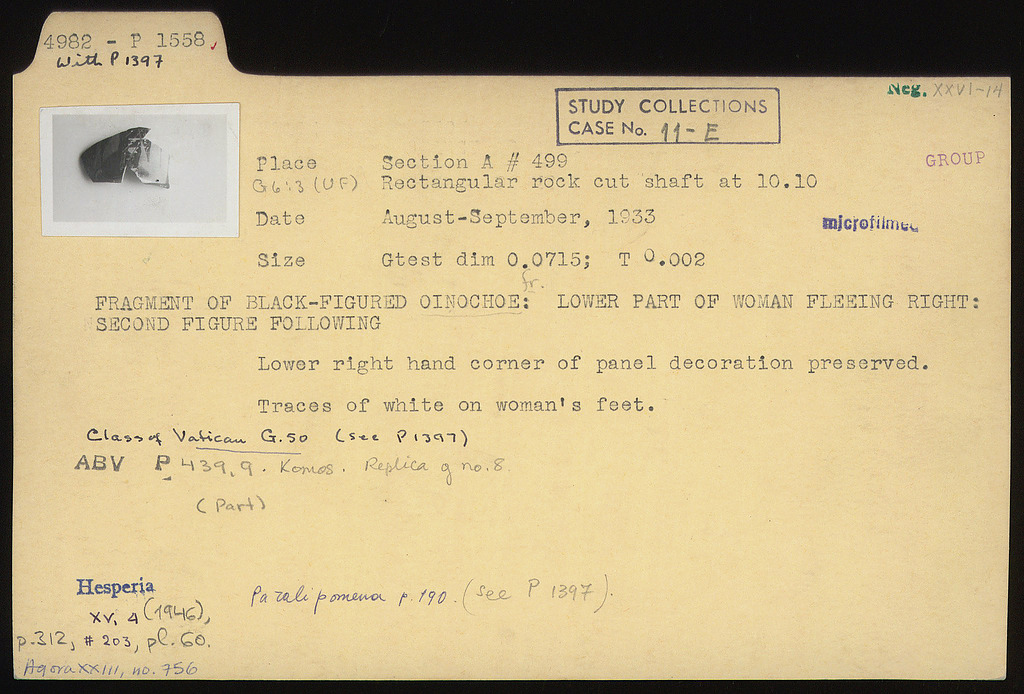 4982 - P 1558,
With P 1397
Neg. XXVI-14
STUDY COLLECTIONS
CASE No. 11-E
GROUP
Place Section A # 499
G 6:3 (UF) Rectangular rock cut shaft at 10.10
Date August-September, 1933
microfilmed
Size Gtest dim 0.0715; T 0.002
fr.
FRAGMENT OF BLACK-FIGURED OINOCHOE: LOWER PART OF WOMAN FLEEING RIGHT:
SECOND FIGURE FOLLOWING
Lower right hand corner of panel decoration preserved.
Traces of white on woman's feet.
Class of Vatican G.50 (see P 1397)
ABV P 439, 9. Komos. Replica of no. 8
(Part)
Hesperia
XV, 4 (1946),
p. 312, # 203, pl. 60.
Paralipomena p. 190. (see P 1397).
Agora XXIII, no. 756